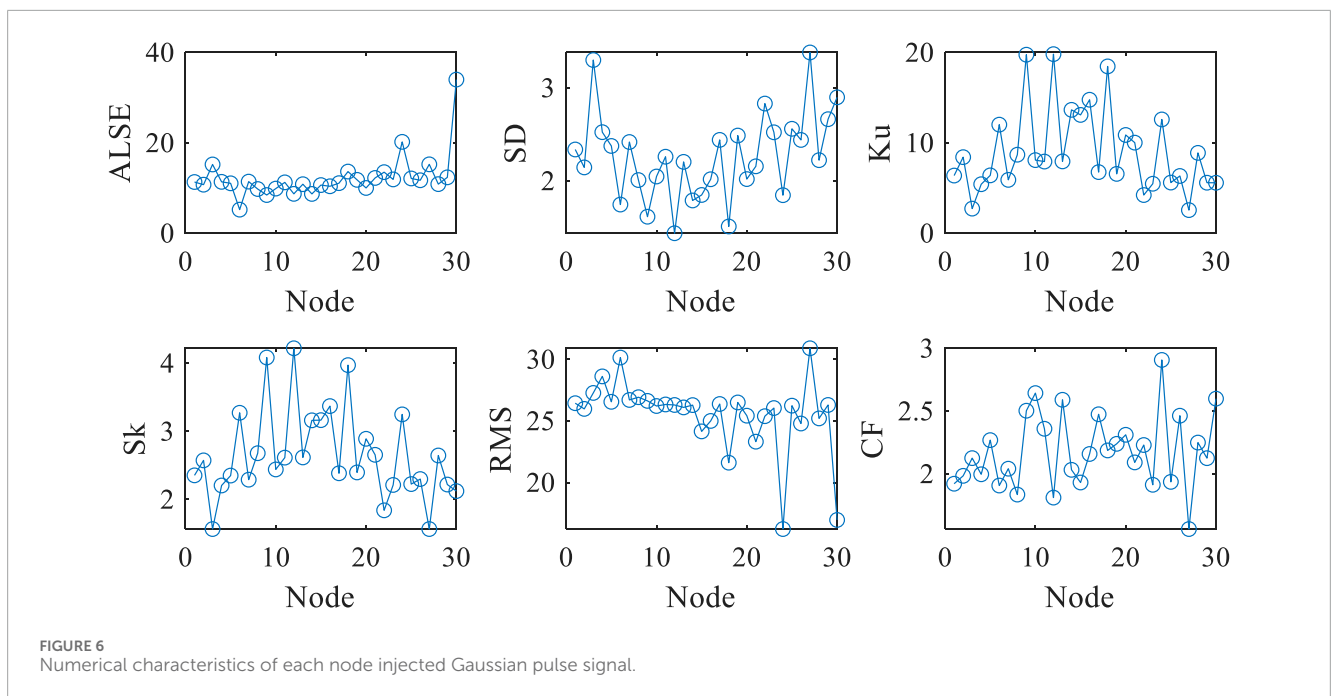 40
20
0
ALSE
0 10 20 30
Node
3
2
SD
0 10 20 30
Node
20
10
0
Ku
0 10 20 30
Node
4
3
2
Sk
0 10 20 30
Node
30
25
20
RMS
0 10 20 30
Node
3
2.5
2
CF
0 10 20 30
Node
FIGURE 6
Numerical characteristics of each node injected Gaussian pulse signal.